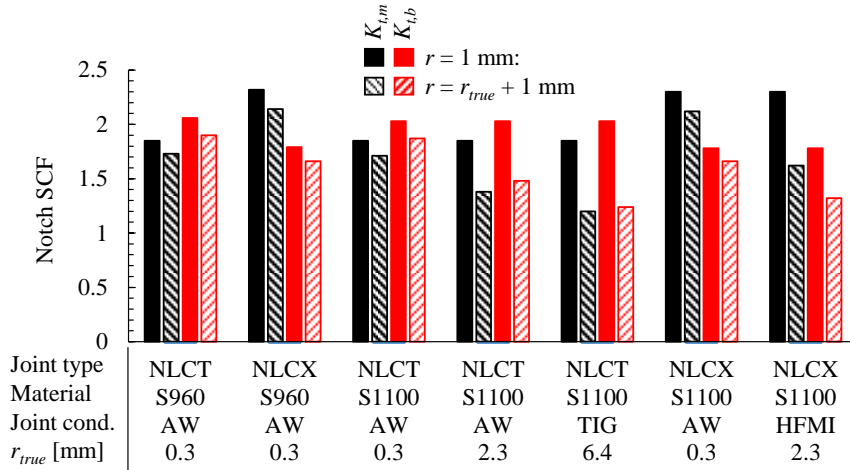 K_{t,m} K_{t,b}
r = 1 mm:
r = r_{true} + 1 mm
Notch SCF
2.5
2
1.5
1
0.5
0
Joint type NLCT NLCX NLCT NLCT NLCT NLCX NLCX
Material S960 S960 S1100 S1100 S1100 S1100 S1100
Joint cond. AW AW AW AW TIG AW HFMI
r_{true} [mm] 0.3 0.3 0.3 2.3 6.4 0.3 2.3